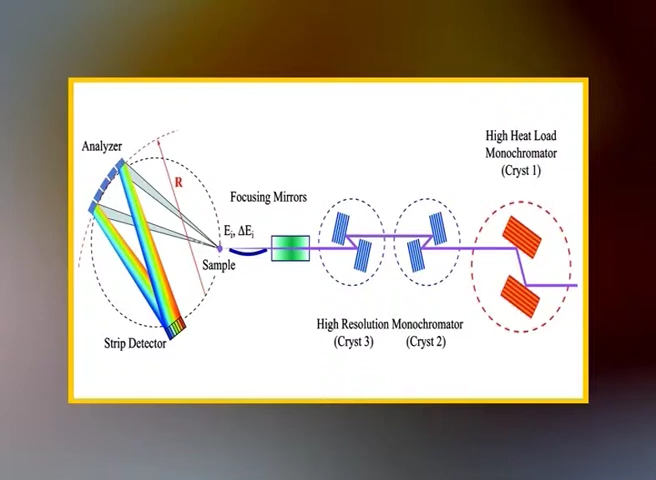 High Heat Load
Monochromator
(Cryst 1)
Analyzer
R
Focusing Mirrors
Ei, ΔEi
Sample
High Resolution Monochromator
(Cryst 3) (Cryst 2)
Strip Detector